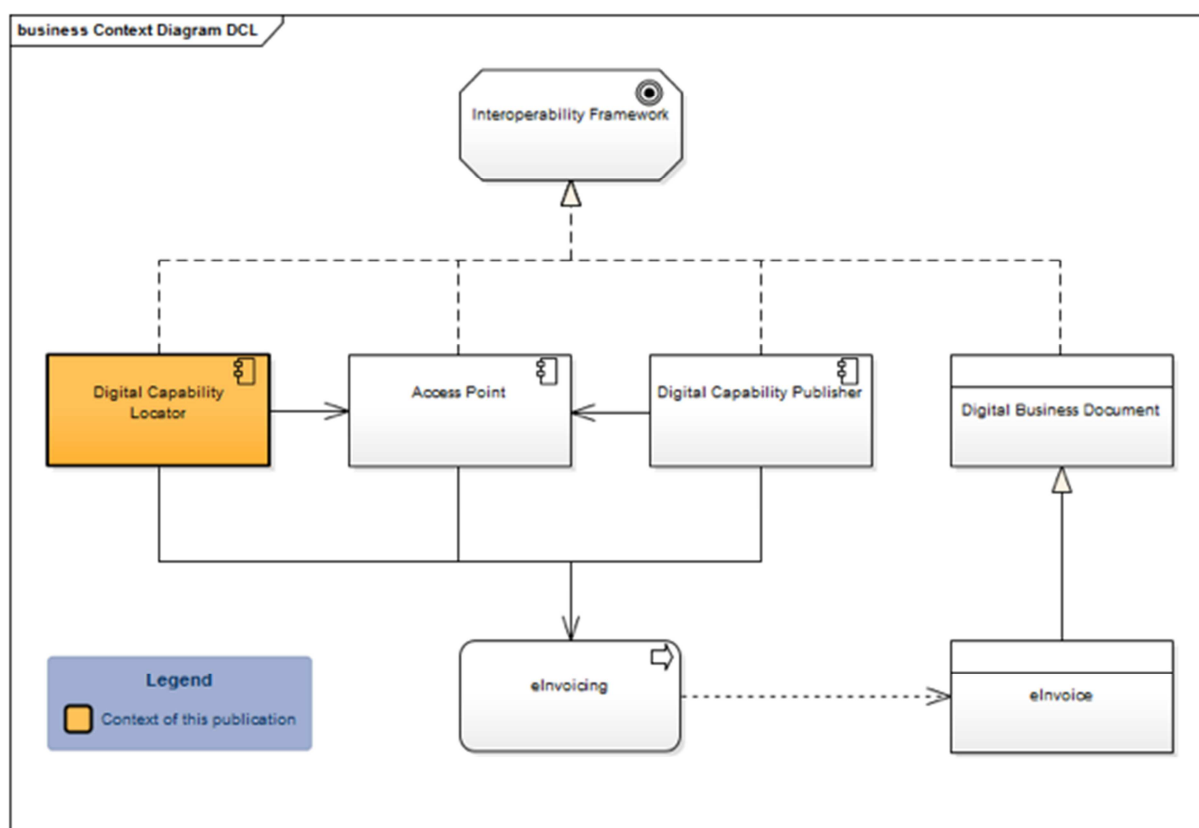 business Context Diagram DCL
Interoperability Framework
Digital Capability
Locator
Access Point
Digital Capability Publisher
Digital Business Document
Legend
Context of this publication
eInvoicing
eInvoice